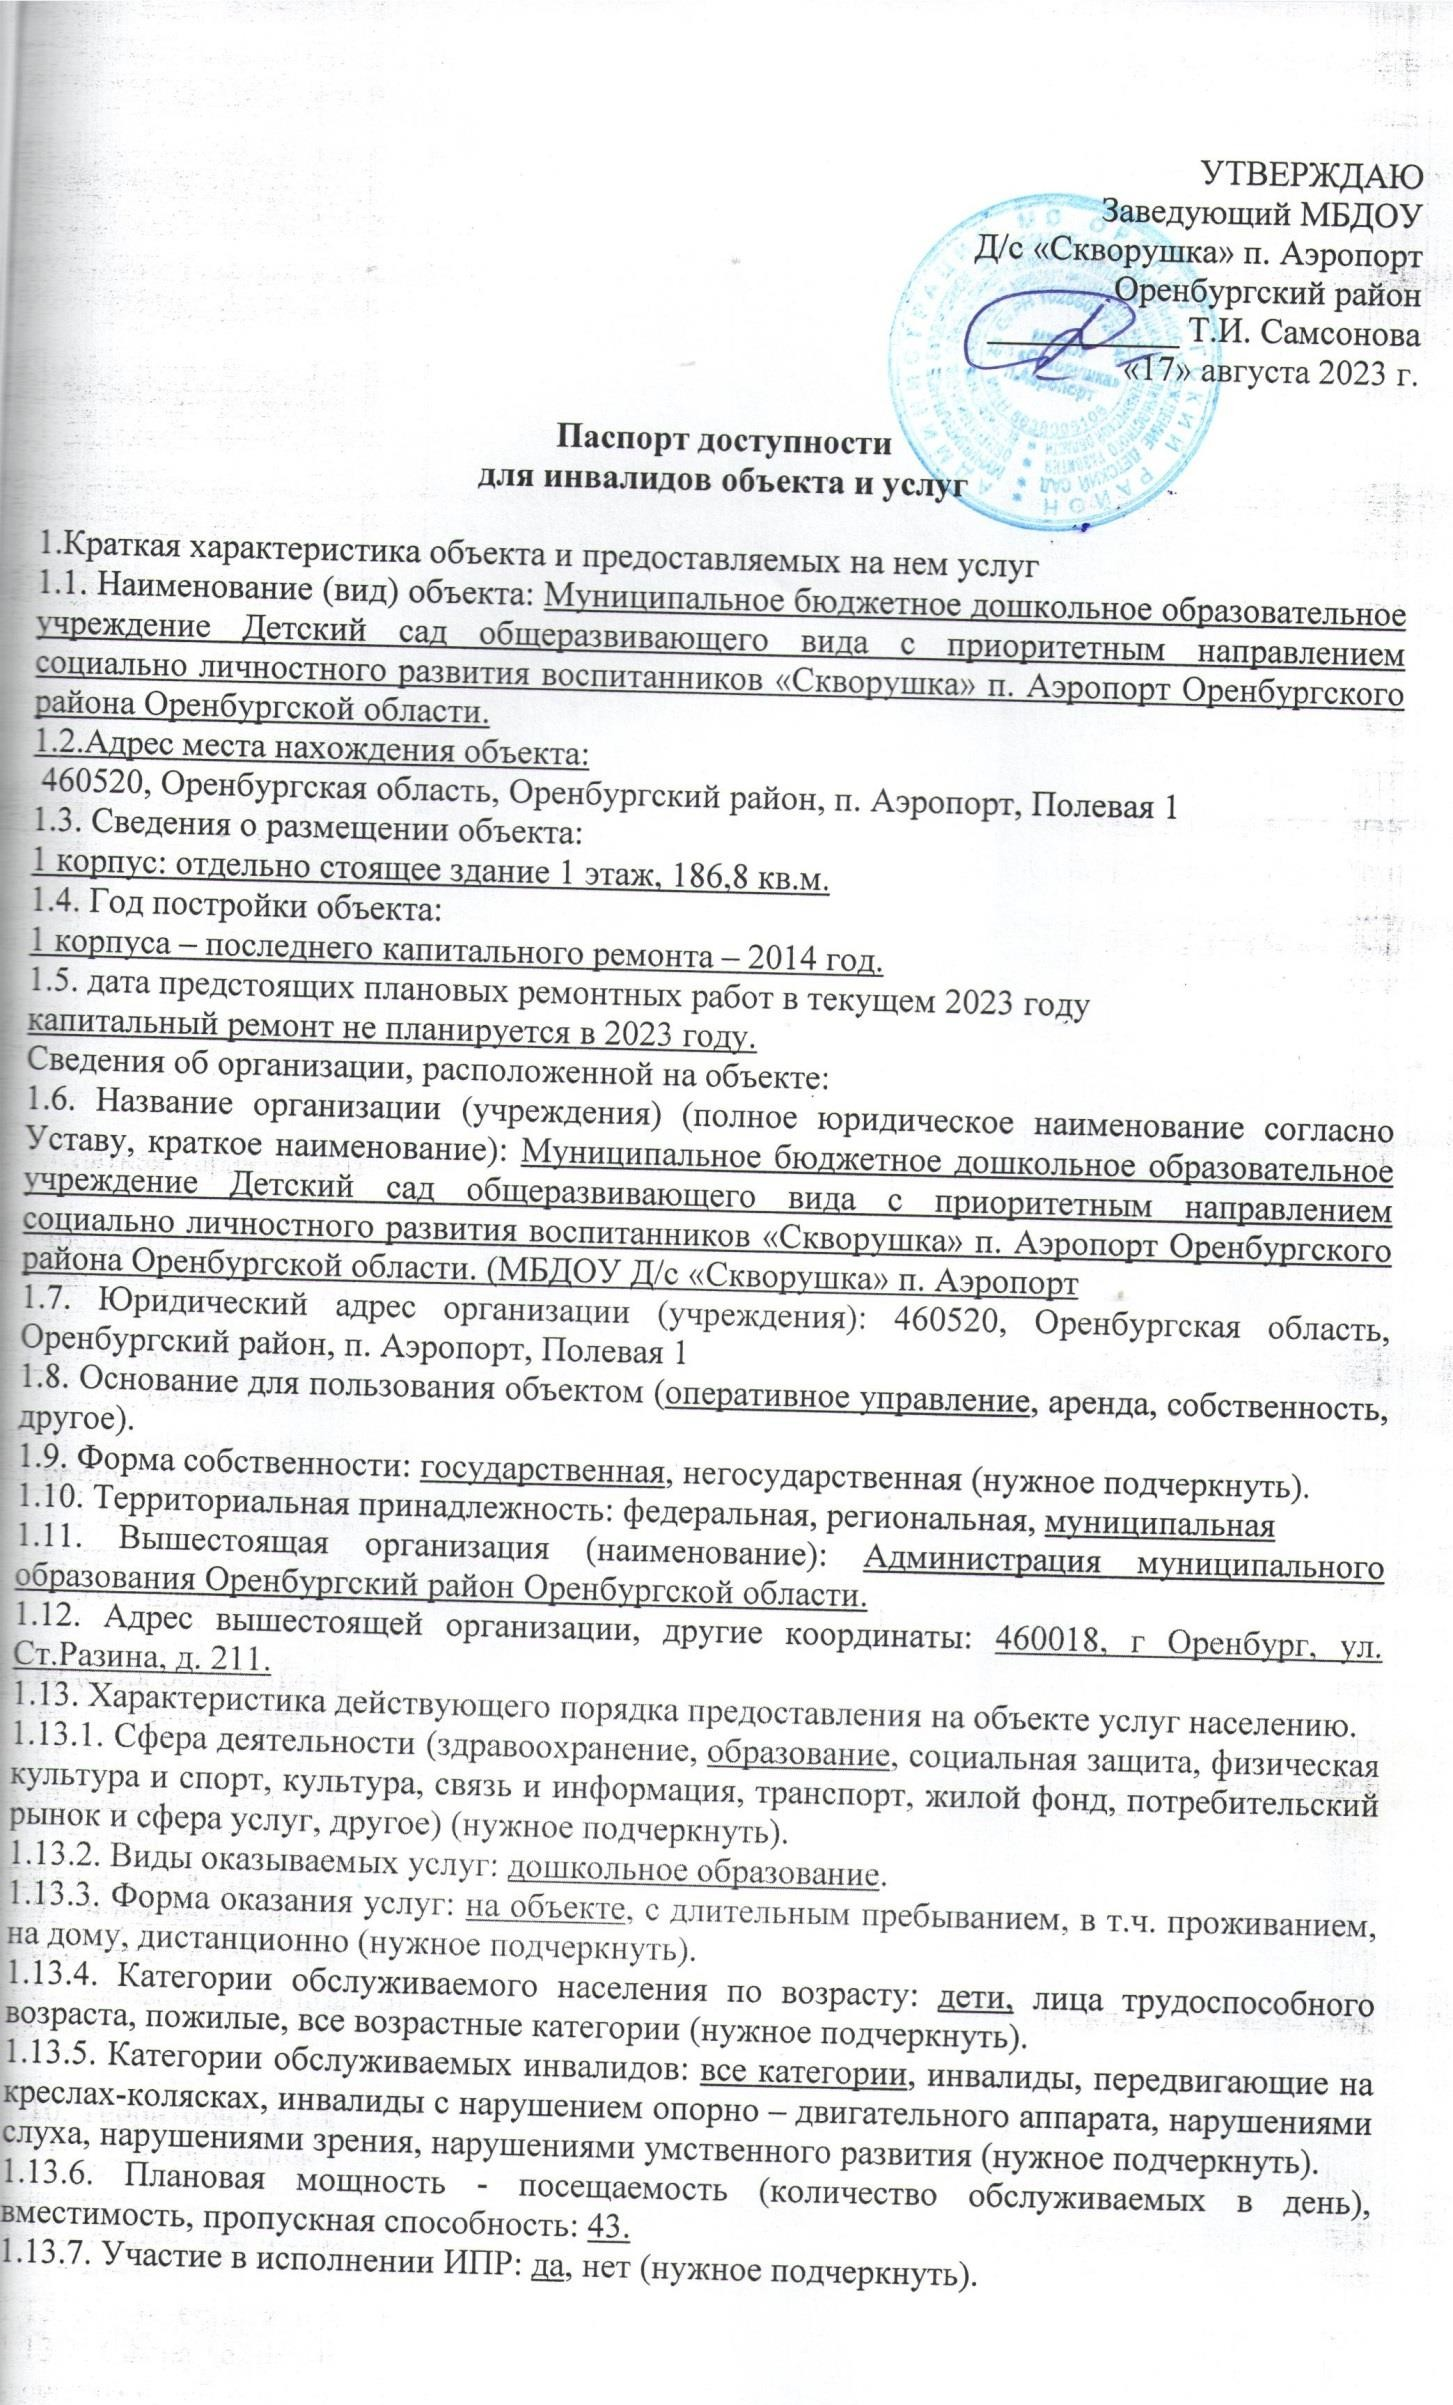 УТВЕРЖДАЮ
Заведующий МБДОУ
Д/с «Скворушка» п. Аэропорт
Оренбургский район
____________ Т.И. Самсонова
«17» августа 2023 г.
Паспорт доступности
для инвалидов объекта и услуг
1.Краткая характеристика объекта и предоставляемых на нем услуг
1.1. Наименование (вид) объекта: Муниципальное бюджетное дошкольное образовательное
учреждение Детский сад общеразвивающего вида с приоритетным направлением
социально личностного развития воспитанников «Скворушка» п. Аэропорт Оренбургского
района Оренбургской области.
1.2.Адрес места нахождения объекта:
460520, Оренбургская область, Оренбургский район, п. Аэропорт, Полевая 1
1.3. Сведения о размещении объекта:
1 корпус: отдельно стоящее здание 1 этаж, 186,8 кв.м.
1.4. Год постройки объекта:
1 корпуса – последнего капитального ремонта – 2014 год.
1.5. дата предстоящих плановых ремонтных работ в текущем 2023 году
капитальный ремонт не планируется в 2023 году.
Сведения об организации, расположенной на объекте:
1.6. Название организации (учреждения) (полное юридическое наименование согласно
Уставу, краткое наименование): Муниципальное бюджетное дошкольное образовательное
учреждение Детский сад общеразвивающего вида с приоритетным направлением
социально личностного развития воспитанников «Скворушка» п. Аэропорт Оренбургского
района Оренбургской области. (МБДОУ Д/с «Скворушка» п. Аэропорт
1.7. Юридический адрес организации (учреждения): 460520, Оренбургская область,
Оренбургский район, п. Аэропорт, Полевая 1
1.8. Основание для пользования объектом (оперативное управление, аренда, собственность,
другое).
1.9. Форма собственности: государственная, негосударственная (нужное подчеркнуть).
1.10. Территориальная принадлежность: федеральная, региональная, муниципальная
1.11. Вышестоящая организация (наименование): Администрация муниципального
образования Оренбургский район Оренбургской области.
1.12. Адрес вышестоящей организации, другие координаты: 460018, г Оренбург, ул.
Ст.Разина, д. 211.
1.13. Характеристика действующего порядка предоставления на объекте услуг населению.
1.13.1. Сфера деятельности (здравоохранение, образование, социальная защита, физическая
культура и спорт, культура, связь и информация, транспорт, жилой фонд, потребительский
рынок и сфера услуг, другое) (нужное подчеркнуть).
1.13.2. Виды оказываемых услуг: дошкольное образование.
1.13.3. Форма оказания услуг: на объекте, с длительным пребыванием, в т.ч. проживанием,
на дому, дистанционно (нужное подчеркнуть).
1.13.4. Категории обслуживаемого населения по возрасту: дети, лица трудоспособного
возраста, пожилые, все возрастные категории (нужное подчеркнуть).
1.13.5. Категории обслуживаемых инвалидов: все категории, инвалиды, передвигающие на
креслах-колясках, инвалиды с нарушением опорно – двигательного аппарата, нарушениями
слуха, нарушениями зрения, нарушениями умственного развития (нужное подчеркнуть).
1.13.6. Плановая мощность - посещаемость (количество обслуживаемых в день),
вместимость, пропускная способность: 43.
1.13.7. Участие в исполнении ИПР: да, нет (нужное подчеркнуть).